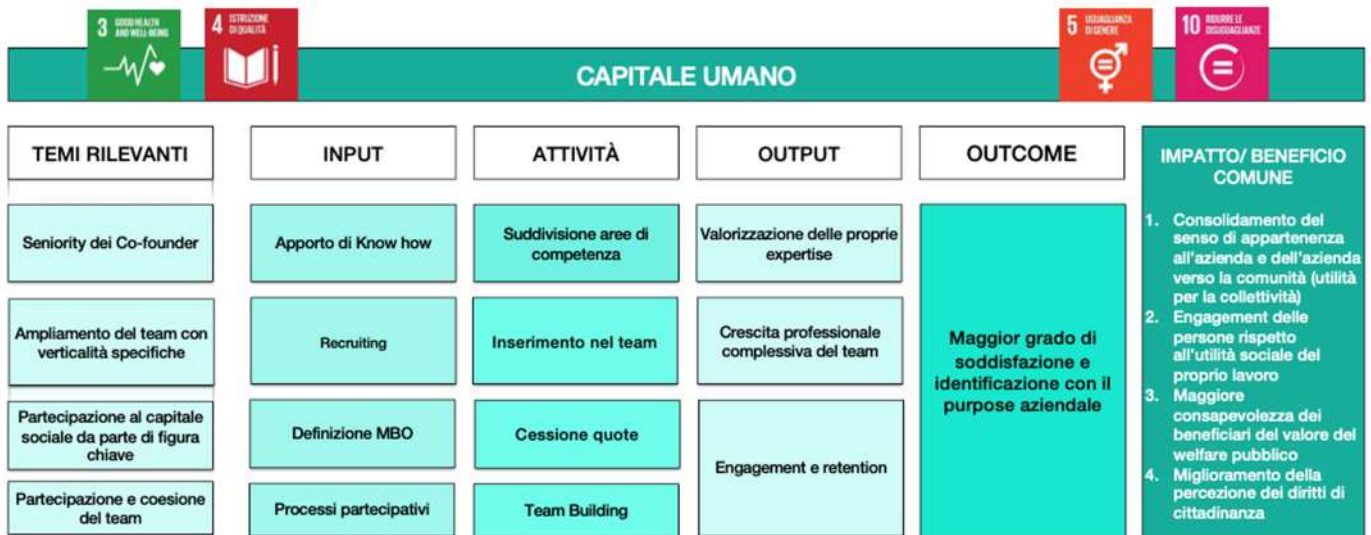 3 GOOD HEALTH
AND WELL-BEING
4 ISTRUZIONE
DI QUALITÀ
5 UGUAGLIANZA
DI GENERE
10 RIDURRE LE
DISUGUAGLIANZE
CAPITALE UMANO
TEMI RILEVANTI
INPUT
ATTIVITÀ
OUTPUT
OUTCOME
IMPATTO/ BENEFICIO
COMUNE
Seniority dei Co-founder
Apporto di Know how
Suddivisione aree di
competenza
Valorizzazione delle proprie
expertise
Ampliamento del team con
verticalità specifiche
Recruiting
Inserimento nel team
Crescita professionale
complessiva del team
Partecipazione al capitale
sociale da parte di figura
chiave
Definizione MBO
Cessione quote
Engagement e retention
Partecipazione e coesione
del team
Processi partecipativi
Team Building
Maggior grado di
soddisfazione e
identificazione con il
purpose aziendale
1. Consolidamento del
senso di appartenenza
all'azienda e dell'azienda
verso la comunità (utilità
per la collettività)
2. Engagement delle
persone rispetto
all'utilità sociale del
proprio lavoro
3. Maggiore
consapevolezza dei
beneficiari del valore del
welfare pubblico
4. Miglioramento della
percezione dei diritti di
cittadinanza